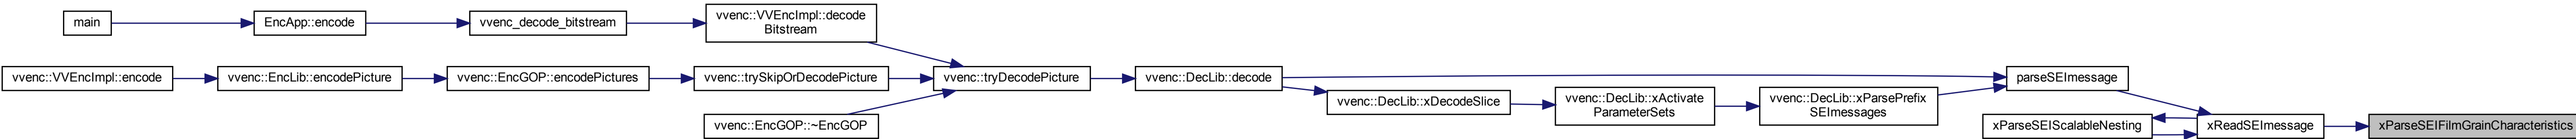 main
EncApp::encode
vvenc_decode_bitstream
vvenc::VVEncImpl::decode
Bitstream
vvenc::VVEncImpl::encode
vvenc::EncLib::encodePicture
vvenc::EncGOP::encodePictures
vvenc::trySkipOrDecodePicture
vvenc::tryDecodePicture
vvenc::DecLib::decode
vvenc::EncGOP::~EncGOP
vvenc::DecLib::xDecodeSlice
vvenc::DecLib::xActivate
ParameterSets
vvenc::DecLib::xParsePrefix
SEImessages
parseSEImessage
xParseSEIScalableNesting
xReadSEImessage
xParseSEIFilmGrainCharacteristics